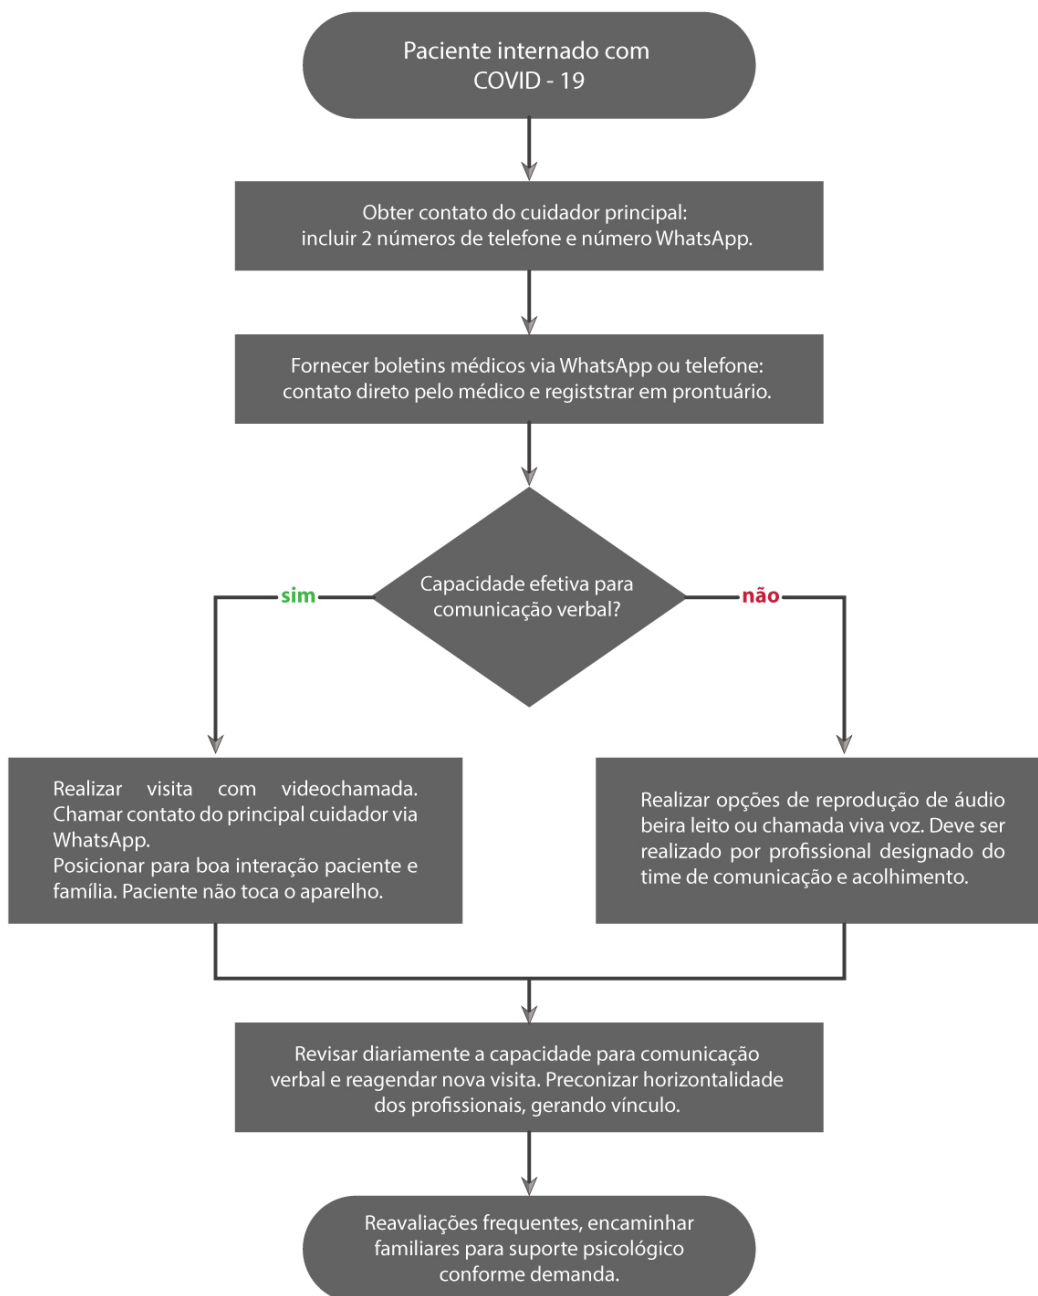 Paciente internado com
COVID - 19
Obter contato do cuidador principal:
incluir 2 números de telefone e número WhatsApp.
Fornecer boletins médicos via WhatsApp ou telefone:
contato direto pelo médico e registstrar em prontuário.
Capacidade efetiva para
comunicação verbal?
sim
não
Realizar visita com videochamada.
Chamar contato do principal cuidador via
WhatsApp.
Posicionar para boa interação paciente e
família. Paciente não toca o aparelho.
Realizar opções de reprodução de áudio
beira leito ou chamada viva voz. Deve ser
realizado por profissional designado do
time de comunicação e acolhimento.
Revisar diariamente a capacidade para comunicação
verbal e reagendar nova visita. Preconizar horizontalidade
dos profissionais, gerando vínculo.
Reavaliações frequentes, encaminhar
familiares para suporte psicológico
conforme demanda.